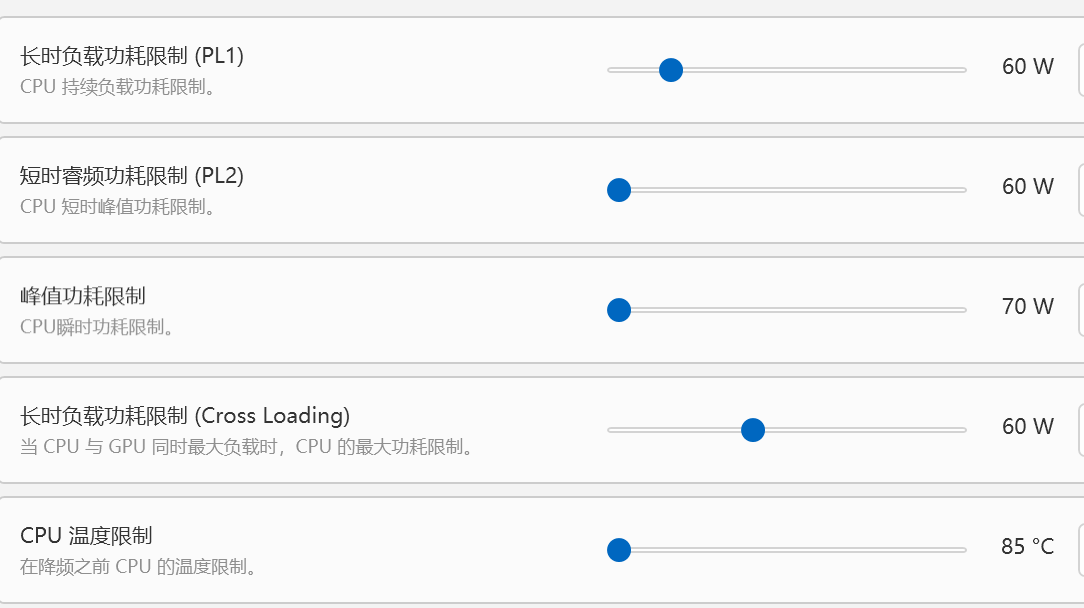 长时负载功耗限制 (PL1)
60 W
CPU 持续负载功耗限制。
短时睿频功耗限制 (PL2)
60 W
CPU 短时峰值功耗限制。
峰值功耗限制
70 W
CPU瞬时功耗限制。
长时负载功耗限制 (Cross Loading)
60 W
当 CPU 与 GPU 同时最大负载时，CPU 的最大功耗限制。
CPU 温度限制
85 °C
在降频之前 CPU 的温度限制。